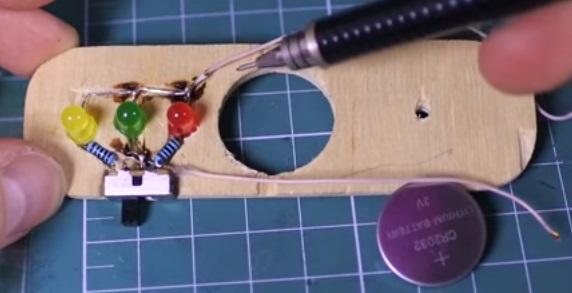 +
CR2032
LITHIUM BATTERY
3V